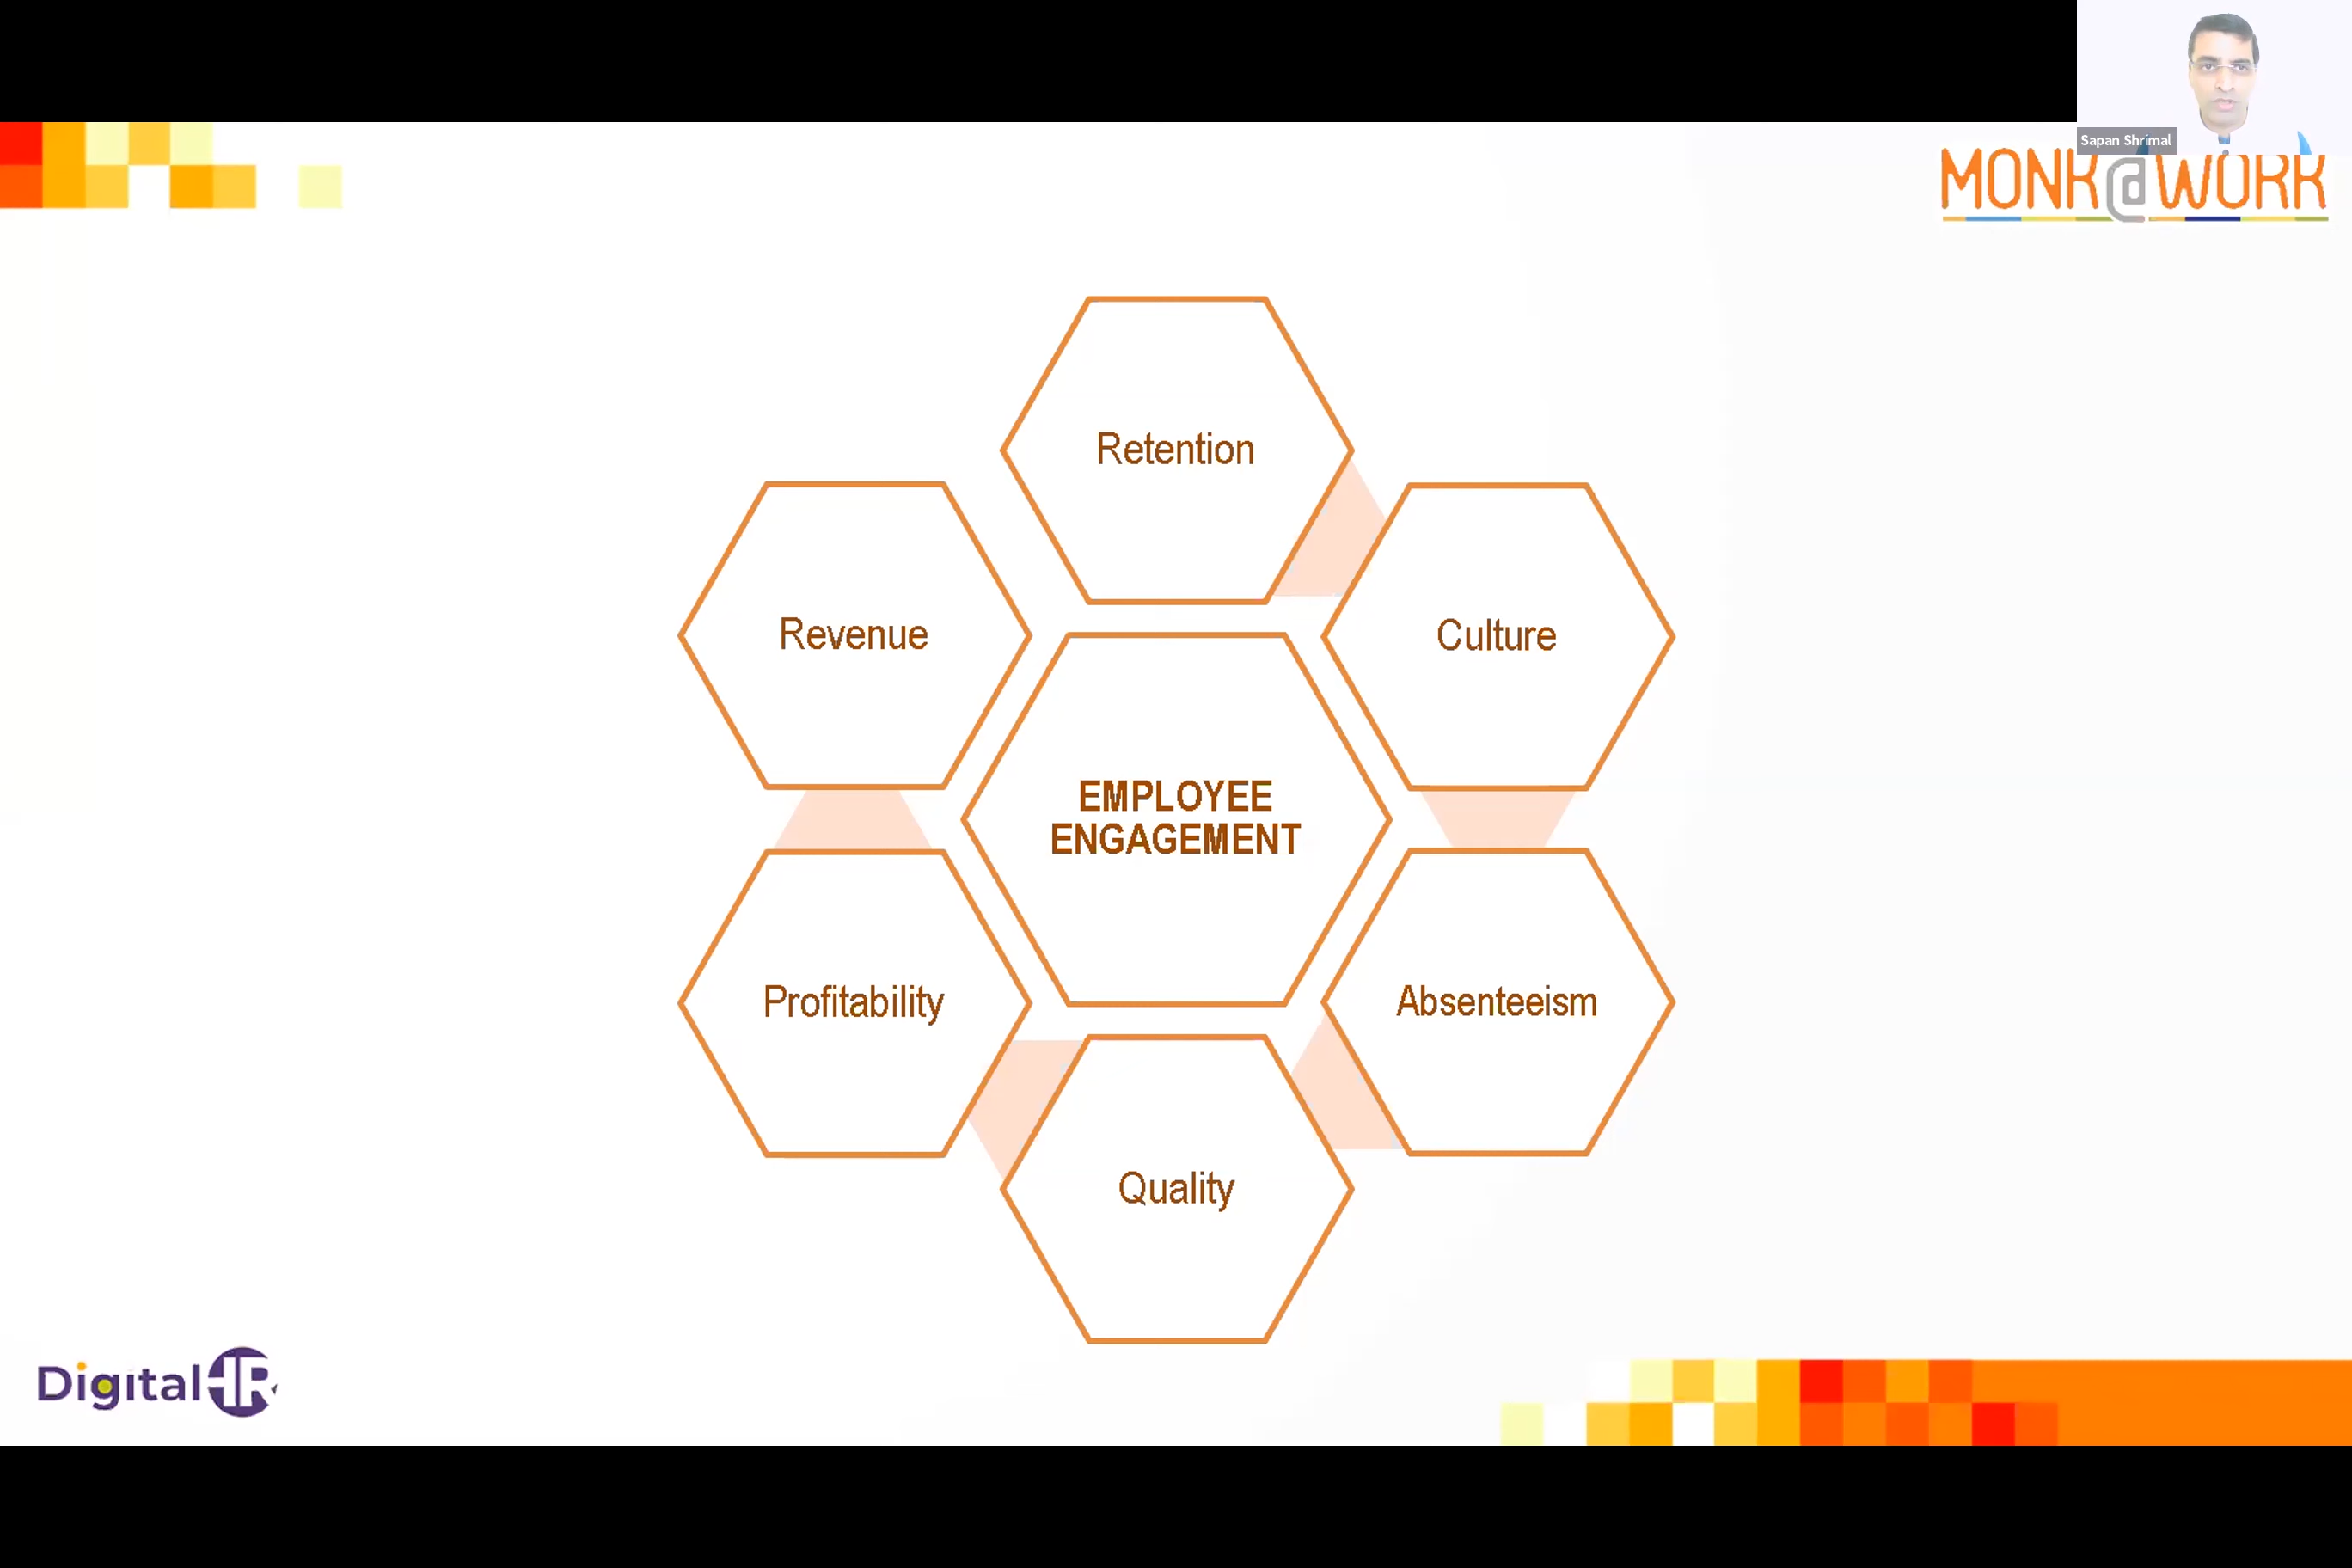 Sapan Shrimal
MONK@WORK
Retention
Revenue
Culture
EMPLOYEE
ENGAGEMENT
Profitability
Absenteeism
Quality
DigitalHR